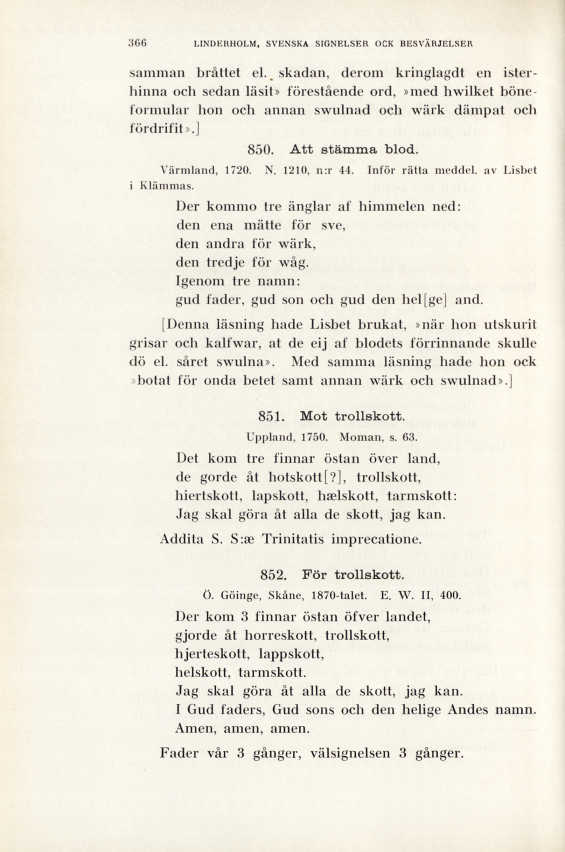 366 LINDERHOLM, SVENSKA SIGNELSER OCK BESVÄRJELSER
samman bråttet el. skadan, derom kringlagdt en ister-
hinna och sedan läsit» förestående ord, »med hwilket böne-
formular hon och annan swulnad och wärk dämpat och
fördrifit».]
850. Att stämma blod.
Värmland, 1720. N. 1210, n:r 44. Inför rätta meddel. av Lisbet
i Klämmas.
Der kommo tre änglar af himmelen ned:
den ena mätte för sve,
den andra för wärk,
den tredje för wåg.
Igenom tre namn:
gud fader, gud son och gud den hel[ge] and.
[Denna läsning hade Lisbet brukat, »när hon utskurit
grisar och kalfwar, at de eij af blodets förrinnande skulle
dö el. såret swulna». Med samma läsning hade hon ock
»botat för onda betet samt annan wärk och swulnad».]
851. Mot trollskott.
Uppland, 1750. Moman, s. 63.
Det kom tre finnar östan över land,
de gorde åt hotskott[?], trollskott,
hiertskott, lapskott, hælskott, tarmskott:
Jag skal göra åt alla de skott, jag kan.
Addita S. S:æ Trinitatis imprecatione.
852. För trollskott.
Ö. Göinge, Skåne, 1870-talet. E. W. II, 400.
Der kom 3 finnar östan öfver landet,
gjorde åt horreskott, trollskott,
hjerteskott, lappskott,
helskott, tarmskott.
Jag skal göra åt alla de skott, jag kan.
I Gud faders, Gud sons och den helige Andes namn.
Amen, amen, amen.
Fader vår 3 gånger, välsignelsen 3 gånger.